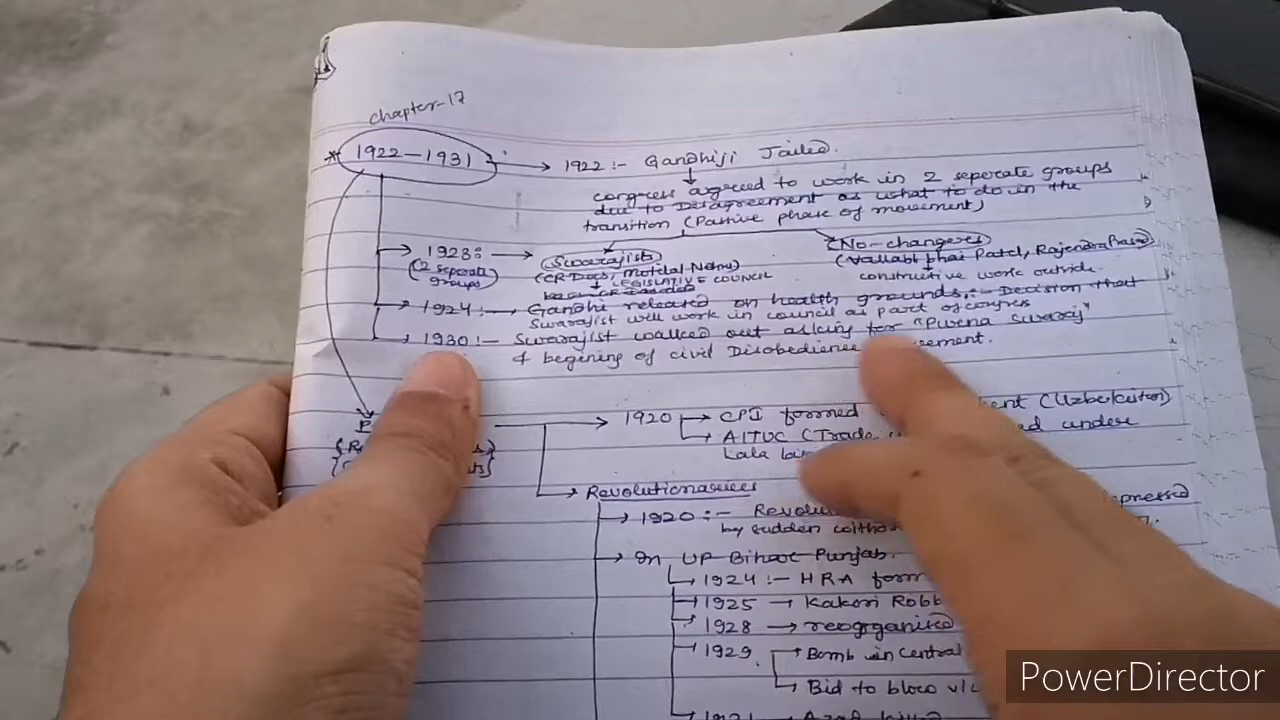 Chapter-17
* 1922-1931 → 1922 :- Gandhiji Jailed.
congress agreed to work in 2 seperate groups
due to Disagreement as what to do in the
transition (Passive phase of movement)
→ 1923: → Swarajists
(2 seperate groups)
(CR Das, Motilal Nehru)
LEGISLATIVE COUNCIL
No-changers
(Vallabhbhai Patel, Rajendra Prasad)
constructive work outside.
→ 1924 :- Gandhi released on health grounds. :- Decision that
Swarajist will work in council as part of congress
→ 1930 :- Swarajist walked out asking for "Purna Swaraj"
& begining of civil Disobedience
→ 1920 → CPI formed (Uzbekistan)
→ AITUC (Trade under
Lala
→ Revolutionaries
→ 1920 :- 
by sudden
→ In UP Bihar Punjab.
→ 1924 :- HRA
→ 1925 → Kakori
→ 1928 → reorganised
→ 1929. → Bomb in Central
→ Bid to blow
PowerDirector